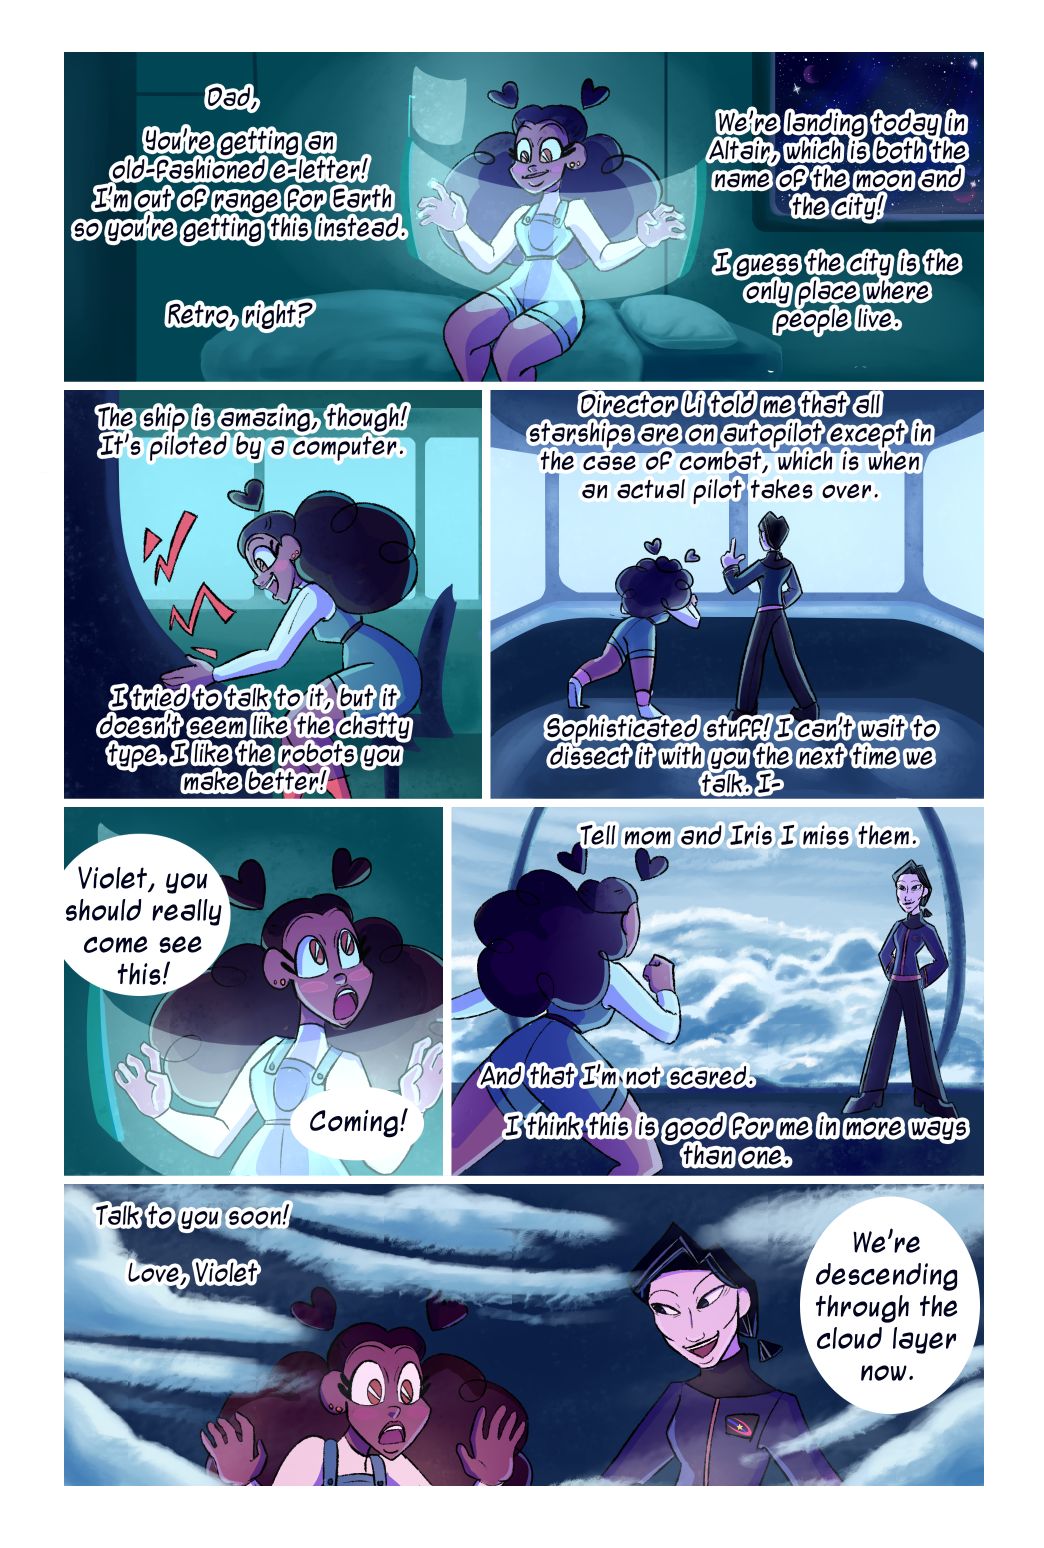 Dad,
You're getting an
old-fashioned e-letter!
I'm out of range for Earth
so you're getting this instead.
Retro, right?
We're landing today in
Altair, which is both the
name of the moon and
the city!
I guess the city is the
only place where
people live.
The ship is amazing, though!
It's piloted by a computer.
I tried to talk to it, but it
doesn't seem like the chatty
type. I like the robots you
make better!
Director Li told me that all
starships are on autopilot except in
the case of combat, which is when
an actual pilot takes over.
Sophisticated stuff! I can't wait to
dissect it with you the next time we
talk. I-
Violet, you
should really
come see
this!
Coming!
Tell mom and Iris I miss them.
And that I'm not scared.
I think this is good for me in more ways
than one.
Talk to you soon!
Love, Violet
We're
descending
through the
cloud layer
now.